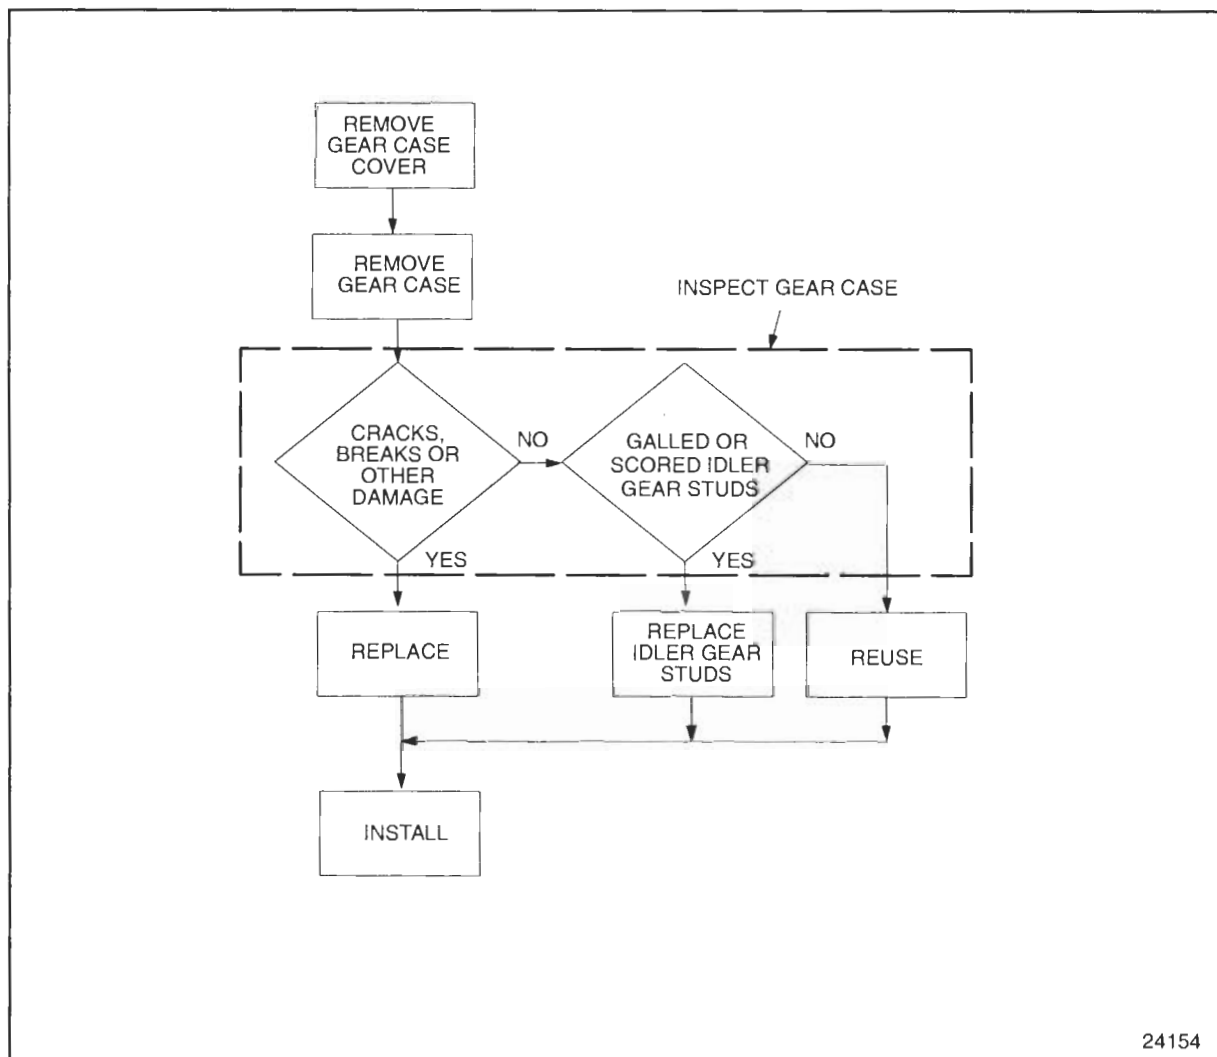 REMOVE
GEAR CASE
COVER
REMOVE
GEAR CASE
INSPECT GEAR CASE
CRACKS,
BREAKS OR
OTHER
DAMAGE
NO
GALLED OR
SCORED IDLER
GEAR STUDS
NO
YES
YES
REPLACE
REPLACE
IDLER GEAR
STUDS
REUSE
INSTALL
24154